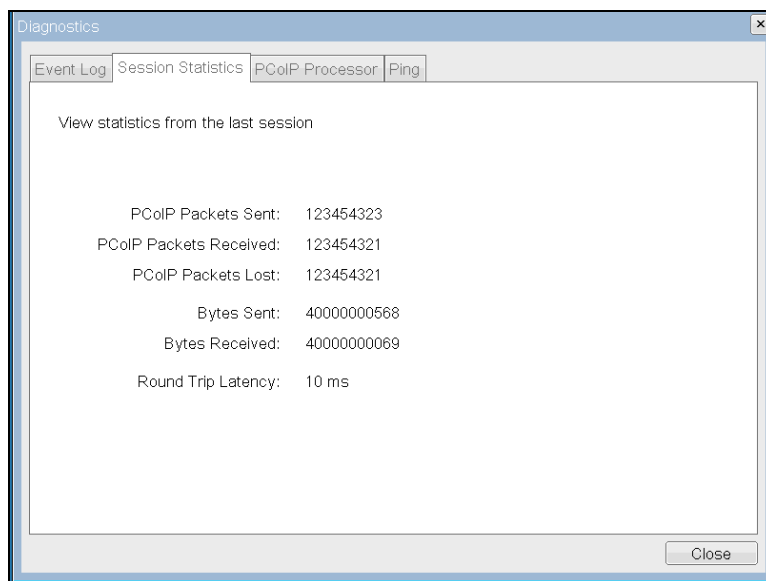 Diagnostics
Event Log Session Statistics PCoIP Processor Ping
View statistics from the last session
PCoIP Packets Sent: 123454323
PCoIP Packets Received: 123454321
PCoIP Packets Lost: 123454321
Bytes Sent: 40000000568
Bytes Received: 40000000069
Round Trip Latency: 10 ms
Close